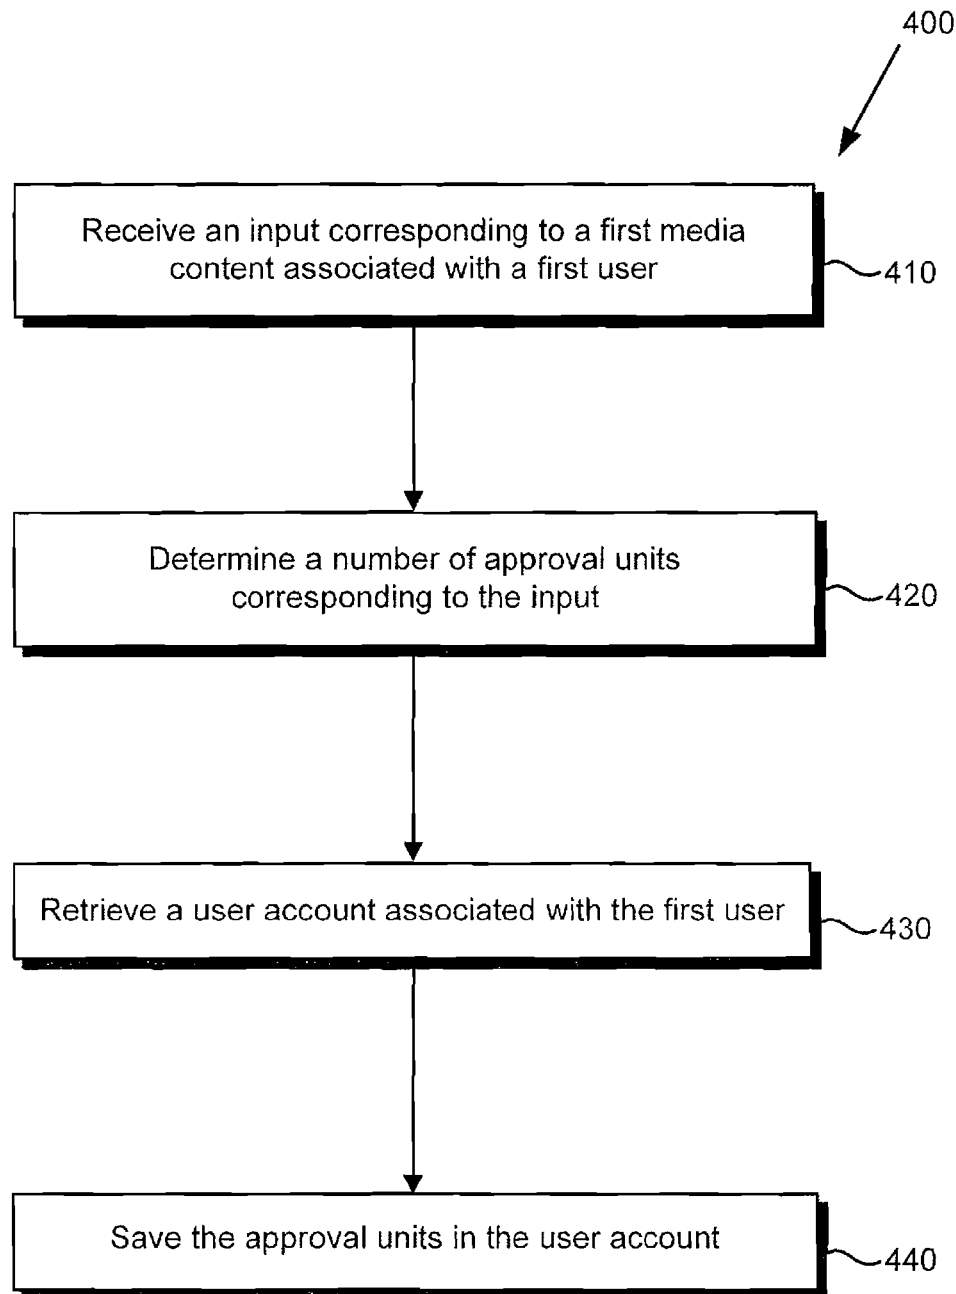 400
Receive an input corresponding to a first media
content associated with a first user
410
Determine a number of approval units
corresponding to the input
420
Retrieve a user account associated with the first user
430
Save the approval units in the user account
440